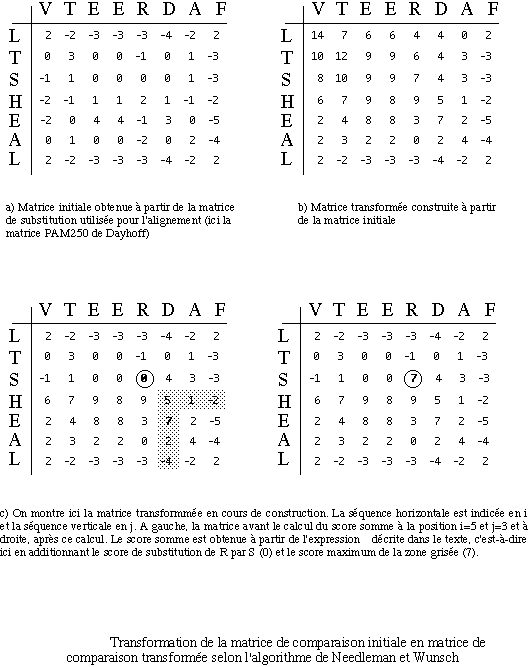 V T E E R D A F
L 2 -2 -3 -3 -3 -4 -2 2
T 0 3 0 0 -1 0 1 -3
S -1 1 0 0 0 0 1 -3
H -2 -1 1 1 2 1 -1 -2
E -2 0 4 4 -1 3 0 -5
A 0 1 0 0 -2 0 2 -4
L 2 -2 -3 -3 -3 -4 -2 2
a) Matrice initiale obtenue à partir de la matrice
de substitution utilisée pour l'alignement (ici la
matrice PAM250 de Dayhoff)
V T E E R D A F
L 14 7 6 6 4 4 0 2
T 10 12 9 9 6 4 3 -3
S 8 10 9 9 7 4 3 -3
H 6 7 9 8 9 5 1 -2
E 2 4 8 8 3 7 2 -5
A 2 3 2 2 0 2 4 -4
L 2 -2 -3 -3 -3 -4 -2 2
b) Matrice transformée construite à partir
de la matrice initiale
V T E E R D A F
L 2 -2 -3 -3 -3 -4 -2 2
T 0 3 0 0 -1 0 1 -3
S -1 1 0 0 0 4 3 -3
H 6 7 9 8 9 5 1 -2
E 2 4 8 8 3 7 2 -5
A 2 3 2 2 0 2 4 -4
L 2 -2 -3 -3 -3 -4 -2 2
V T E E R D A F
L 2 -2 -3 -3 -3 -4 -2 2
T 0 3 0 0 -1 0 1 -3
S -1 1 0 0 7 4 3 -3
H 6 7 9 8 9 5 1 -2
E 2 4 8 8 3 7 2 -5
A 2 3 2 2 0 2 4 -4
L 2 -2 -3 -3 -3 -4 -2 2
c) On montre ici la matrice transformmée en cours de construction. La séquence horizontale est indicée en i
et la séquence verticale en j. A gauche, la matrice avant le calcul du score somme à la position i=5 et j=3 et à
droite, après ce calcul. Le score somme est obtenue à partir de l'expression décrite dans le texte, c'est-à-dire
ici en additionnant le score de substitution de R par S (0) et le score maximum de la zone grisée (7).
Transformation de la matrice de comparaison initiale en matrice de
comparaison transformée selon l'algorithme de Needleman et Wunsch